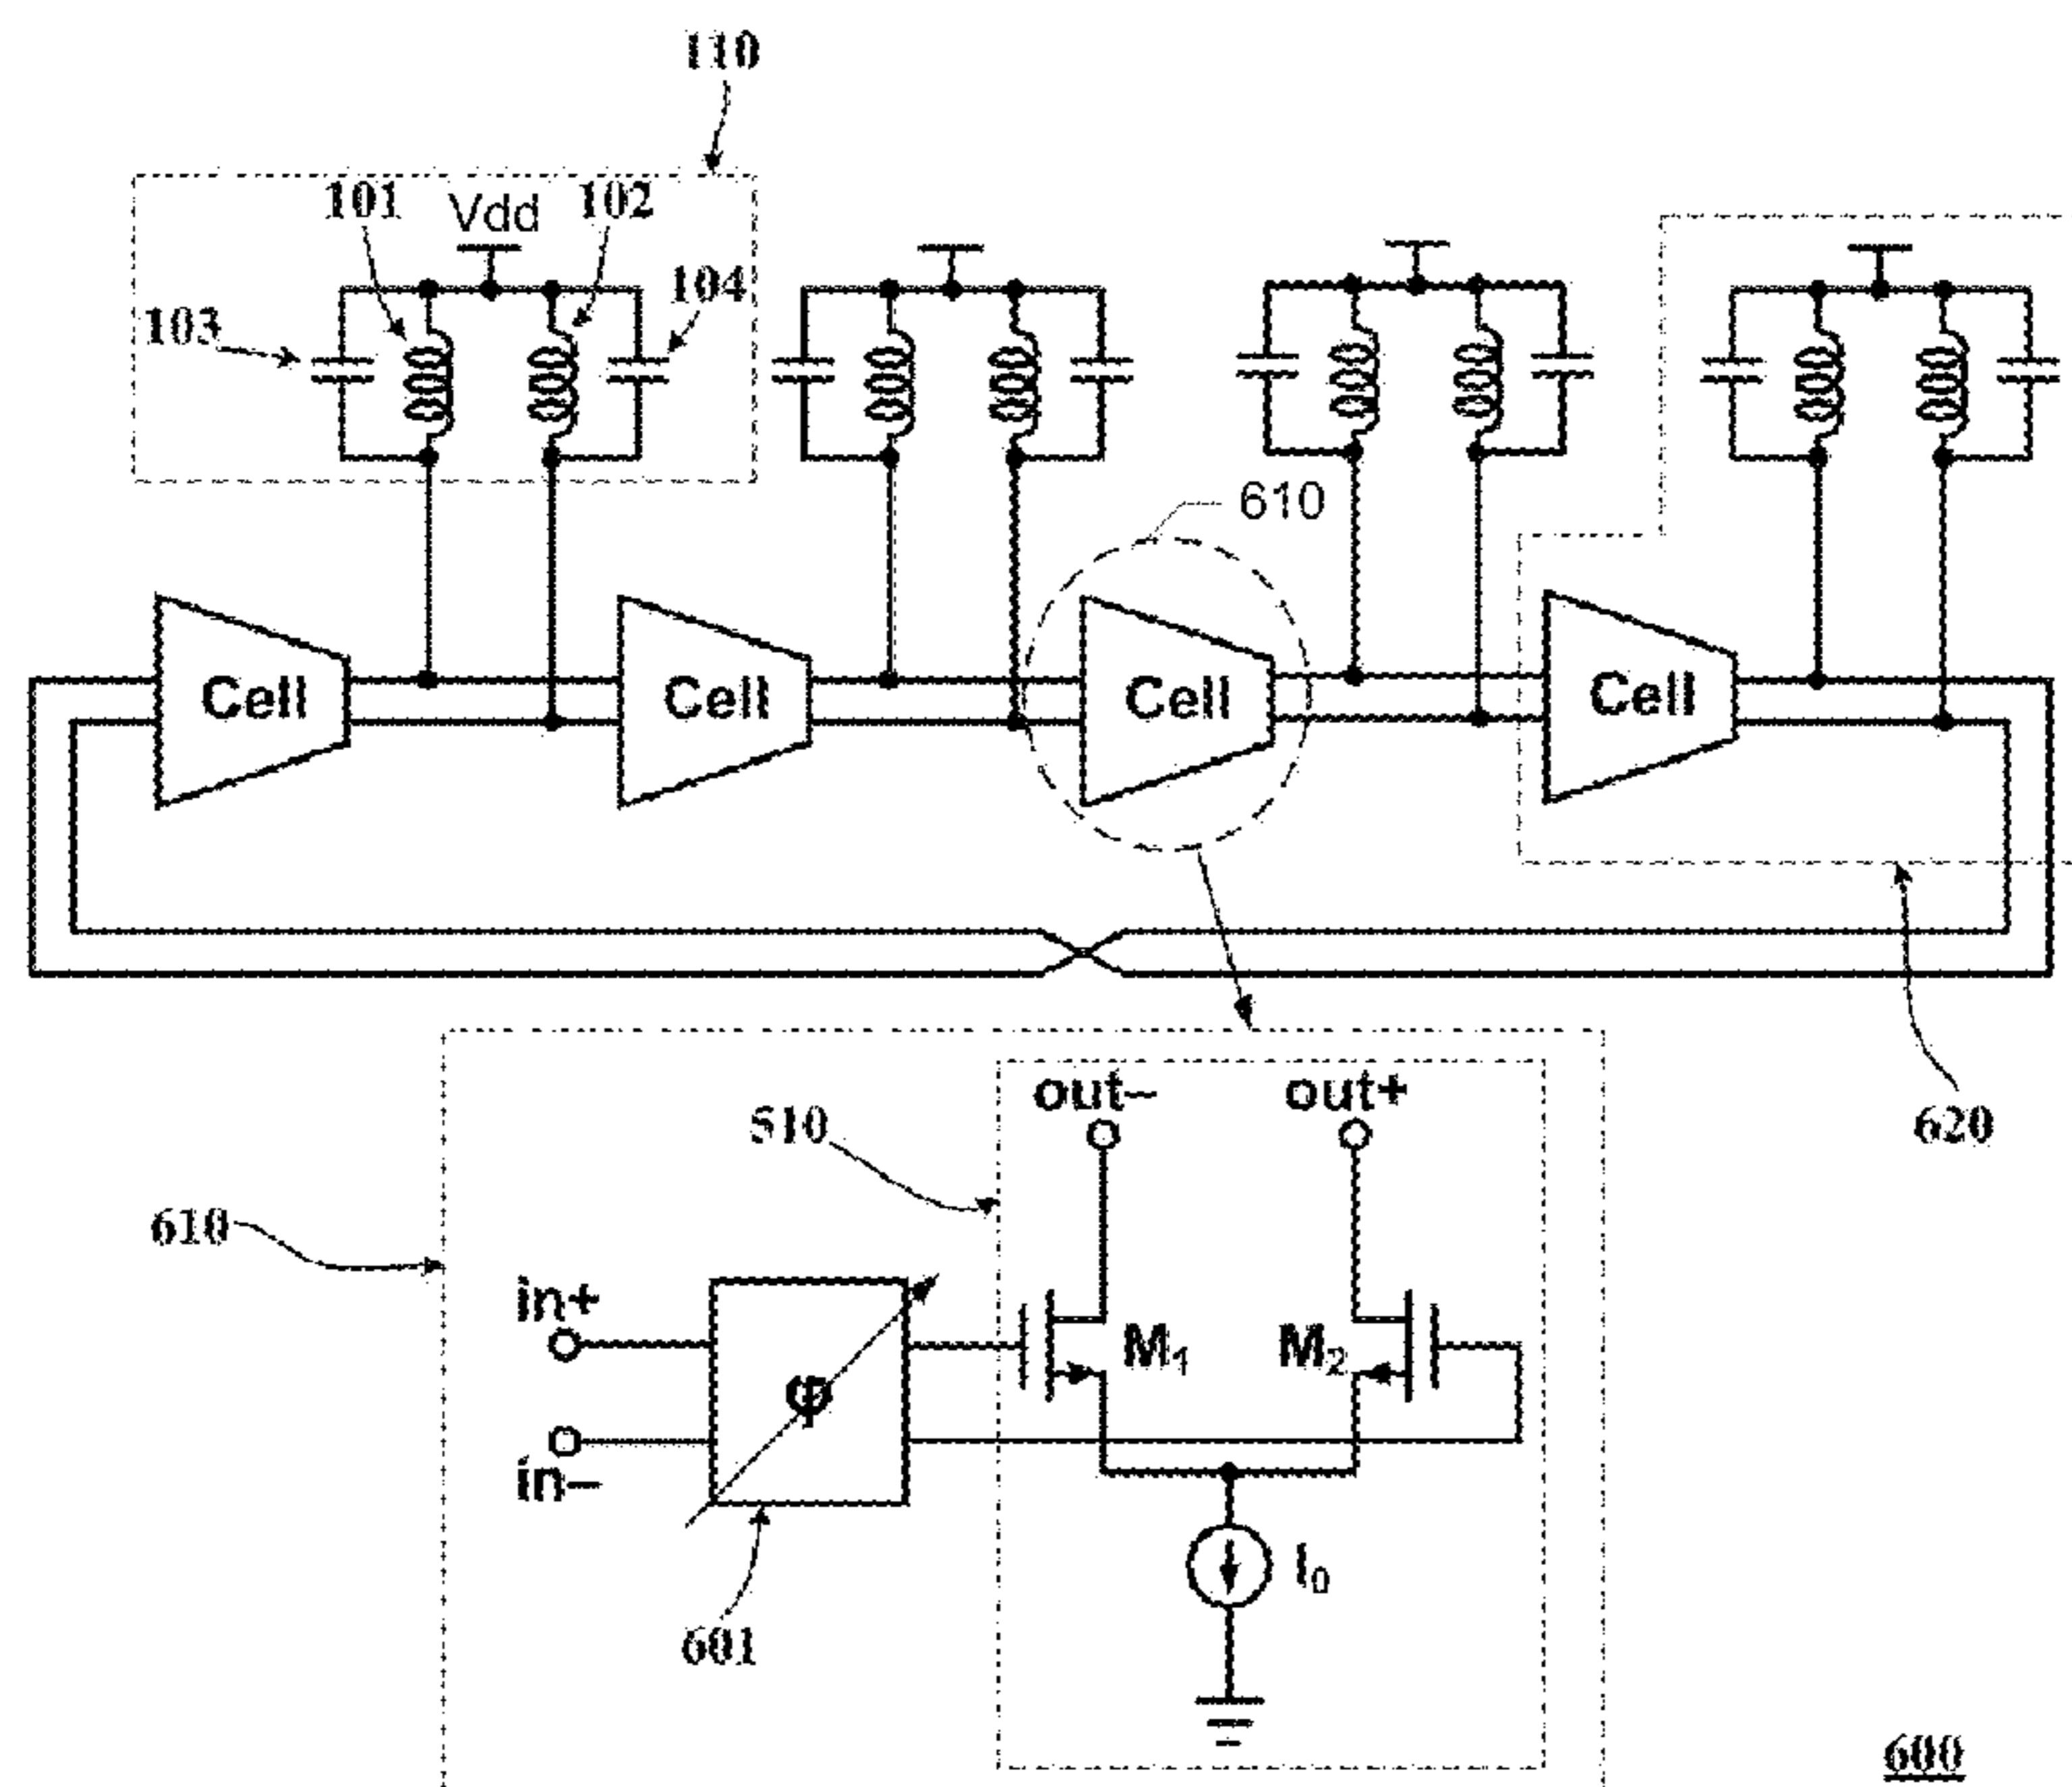 110
101
Vdd
102
103
104
610
Cell
Cell
Cell
Cell
620
out–
out+
510
610
in+
M1
M2
φ
in–
I0
601
600